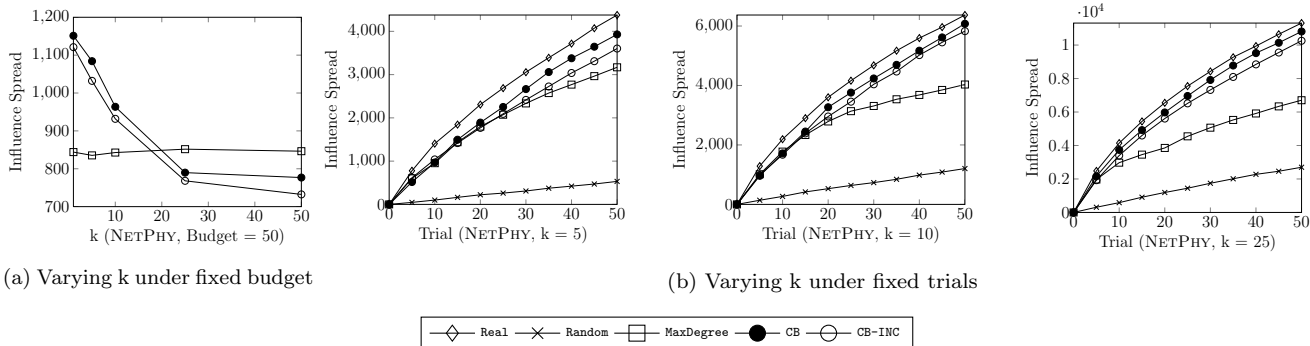 1,200
1,100
1,000
900
800
700
Influence Spread
10 20 30 40 50
k (NETPHY, Budget = 50)
4,000
3,000
2,000
1,000
0
Influence Spread
0 10 20 30 40 50
Trial (NETPHY, k = 5)
6,000
4,000
2,000
0
Influence Spread
0 10 20 30 40 50
Trial (NETPHY, k = 10)
·10⁴
1
0.8
0.6
0.4
0.2
0
Influence Spread
0 10 20 30 40 50
Trial (NETPHY, k = 25)
(a) Varying k under fixed budget
(b) Varying k under fixed trials
Real Random MaxDegree CB CB-INC